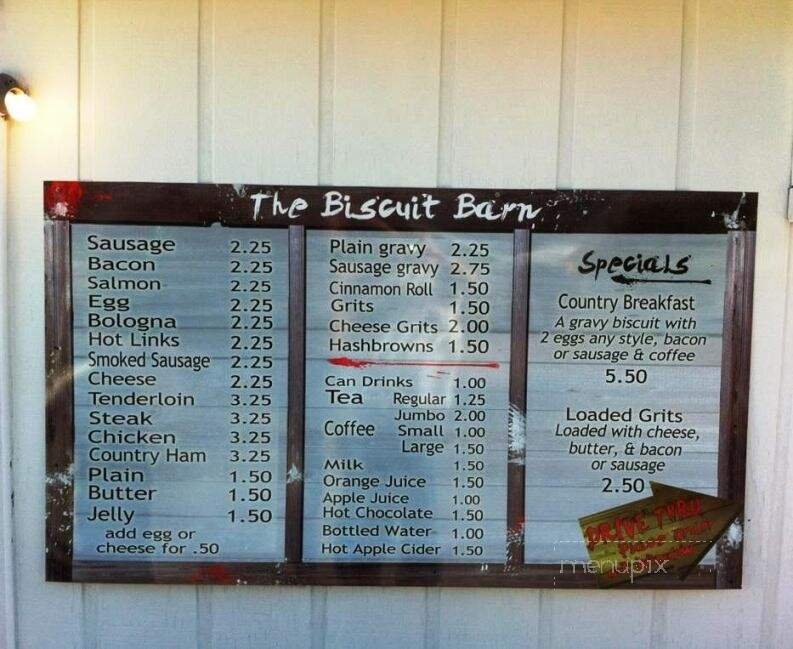 The Biscuit Barn
Sausage 2.25
Bacon 2.25
Salmon 2.25
Egg 2.25
Bologna 2.25
Hot Links 2.25
Smoked Sausage 2.25
Cheese 2.25
Tenderloin 3.25
Steak 3.25
Chicken 3.25
Country Ham 3.25
Plain 1.50
Butter 1.50
Jelly 1.50
add egg or
cheese for .50
Plain gravy 2.25
Sausage gravy 2.75
Cinnamon Roll 1.50
Grits 1.50
Cheese Grits 2.00
Hashbrowns 1.50
Can Drinks 1.00
Tea Regular 1.25
Jumbo 2.00
Coffee Small 1.00
Large 1.50
Milk 1.50
Orange Juice 1.50
Apple Juice 1.00
Hot Chocolate 1.50
Bottled Water 1.00
Hot Apple Cider 1.50
Specials
Country Breakfast
A gravy biscuit with
2 eggs any style, bacon
or sausage & coffee
5.50
Loaded Grits
Loaded with cheese,
butter, & bacon
or sausage
2.50
DRIVE THRU
menupix